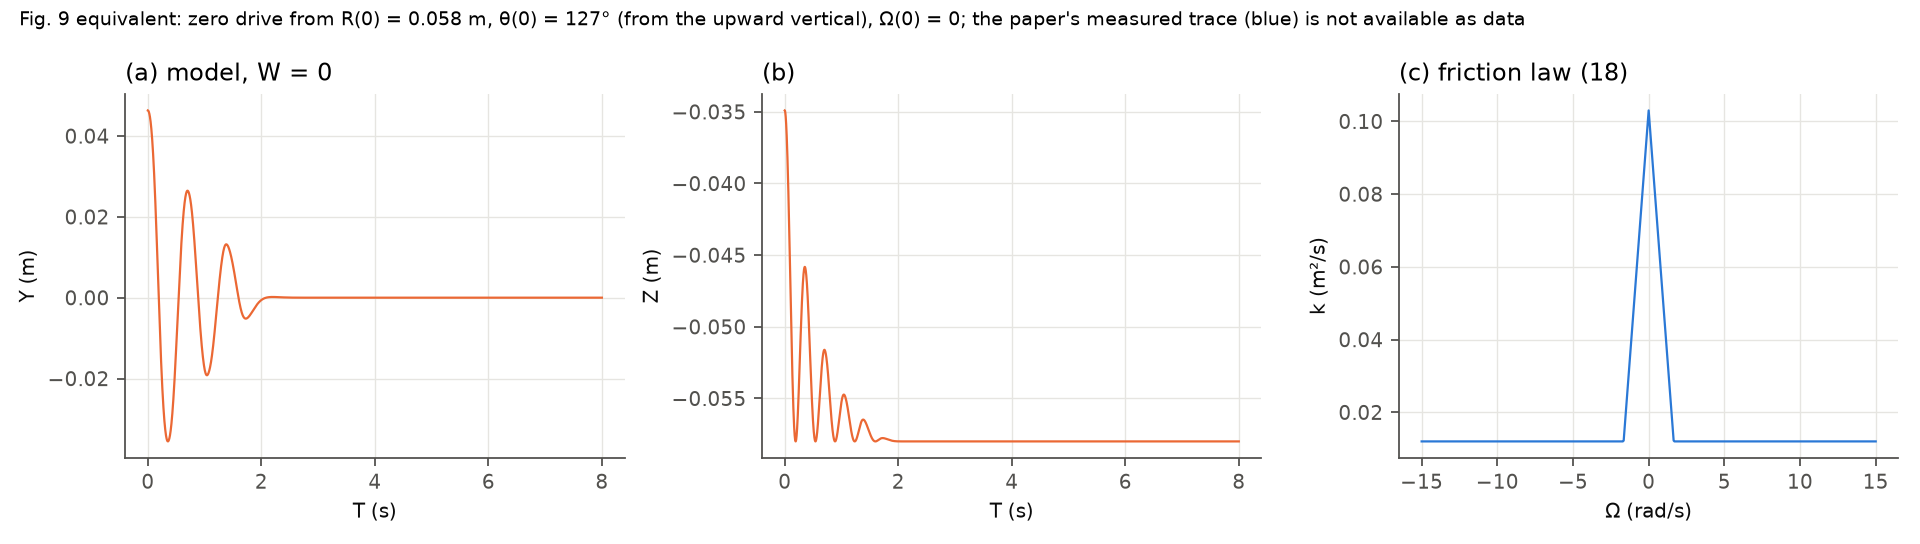 Fig. 9 equivalent: zero drive from R(0) = 0.058 m, θ(0) = 127° (from the upward vertical), Ω(0) = 0; the paper's measured trace (blue) is not available as data
(a) model, W = 0
0.04
0.02
0.00
−0.02
Y (m)
0 2 4 6 8
T (s)
(b)
−0.035
−0.040
−0.045
−0.050
−0.055
Z (m)
0 2 4 6 8
T (s)
(c) friction law (18)
0.10
0.08
0.06
0.04
0.02
k (m²/s)
−15 −10 −5 0 5 10 15
Ω (rad/s)